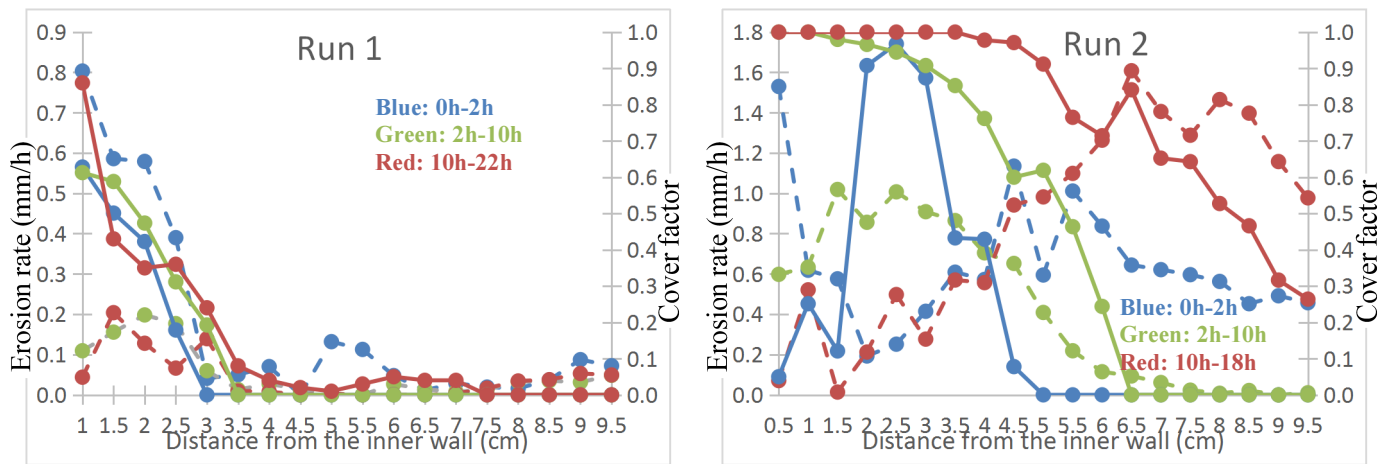 Run 1
Erosion rate (mm/h)
0.9
0.8
0.7
0.6
0.5
0.4
0.3
0.2
0.1
0.0
Blue: 0h-2h
Green: 2h-10h
Red: 10h-22h
1.0
0.9
0.8
0.7
0.6
0.5
0.4
0.3
0.2
0.1
0.0
Cover factor
1 1.5 2 2.5 3 3.5 4 4.5 5 5.5 6 6.5 7 7.5 8 8.5 9 9.5
Distance from the inner wall (cm)
Run 2
Erosion rate (mm/h)
1.8
1.6
1.4
1.2
1.0
0.8
0.6
0.4
0.2
0.0
Blue: 0h-2h
Green: 2h-10h
Red: 10h-18h
1.0
0.9
0.8
0.7
0.6
0.5
0.4
0.3
0.2
0.1
0.0
Cover factor
0.5 1 1.5 2 2.5 3 3.5 4 4.5 5 5.5 6 6.5 7 7.5 8 8.5 9 9.5
Distance from the inner wall (cm)